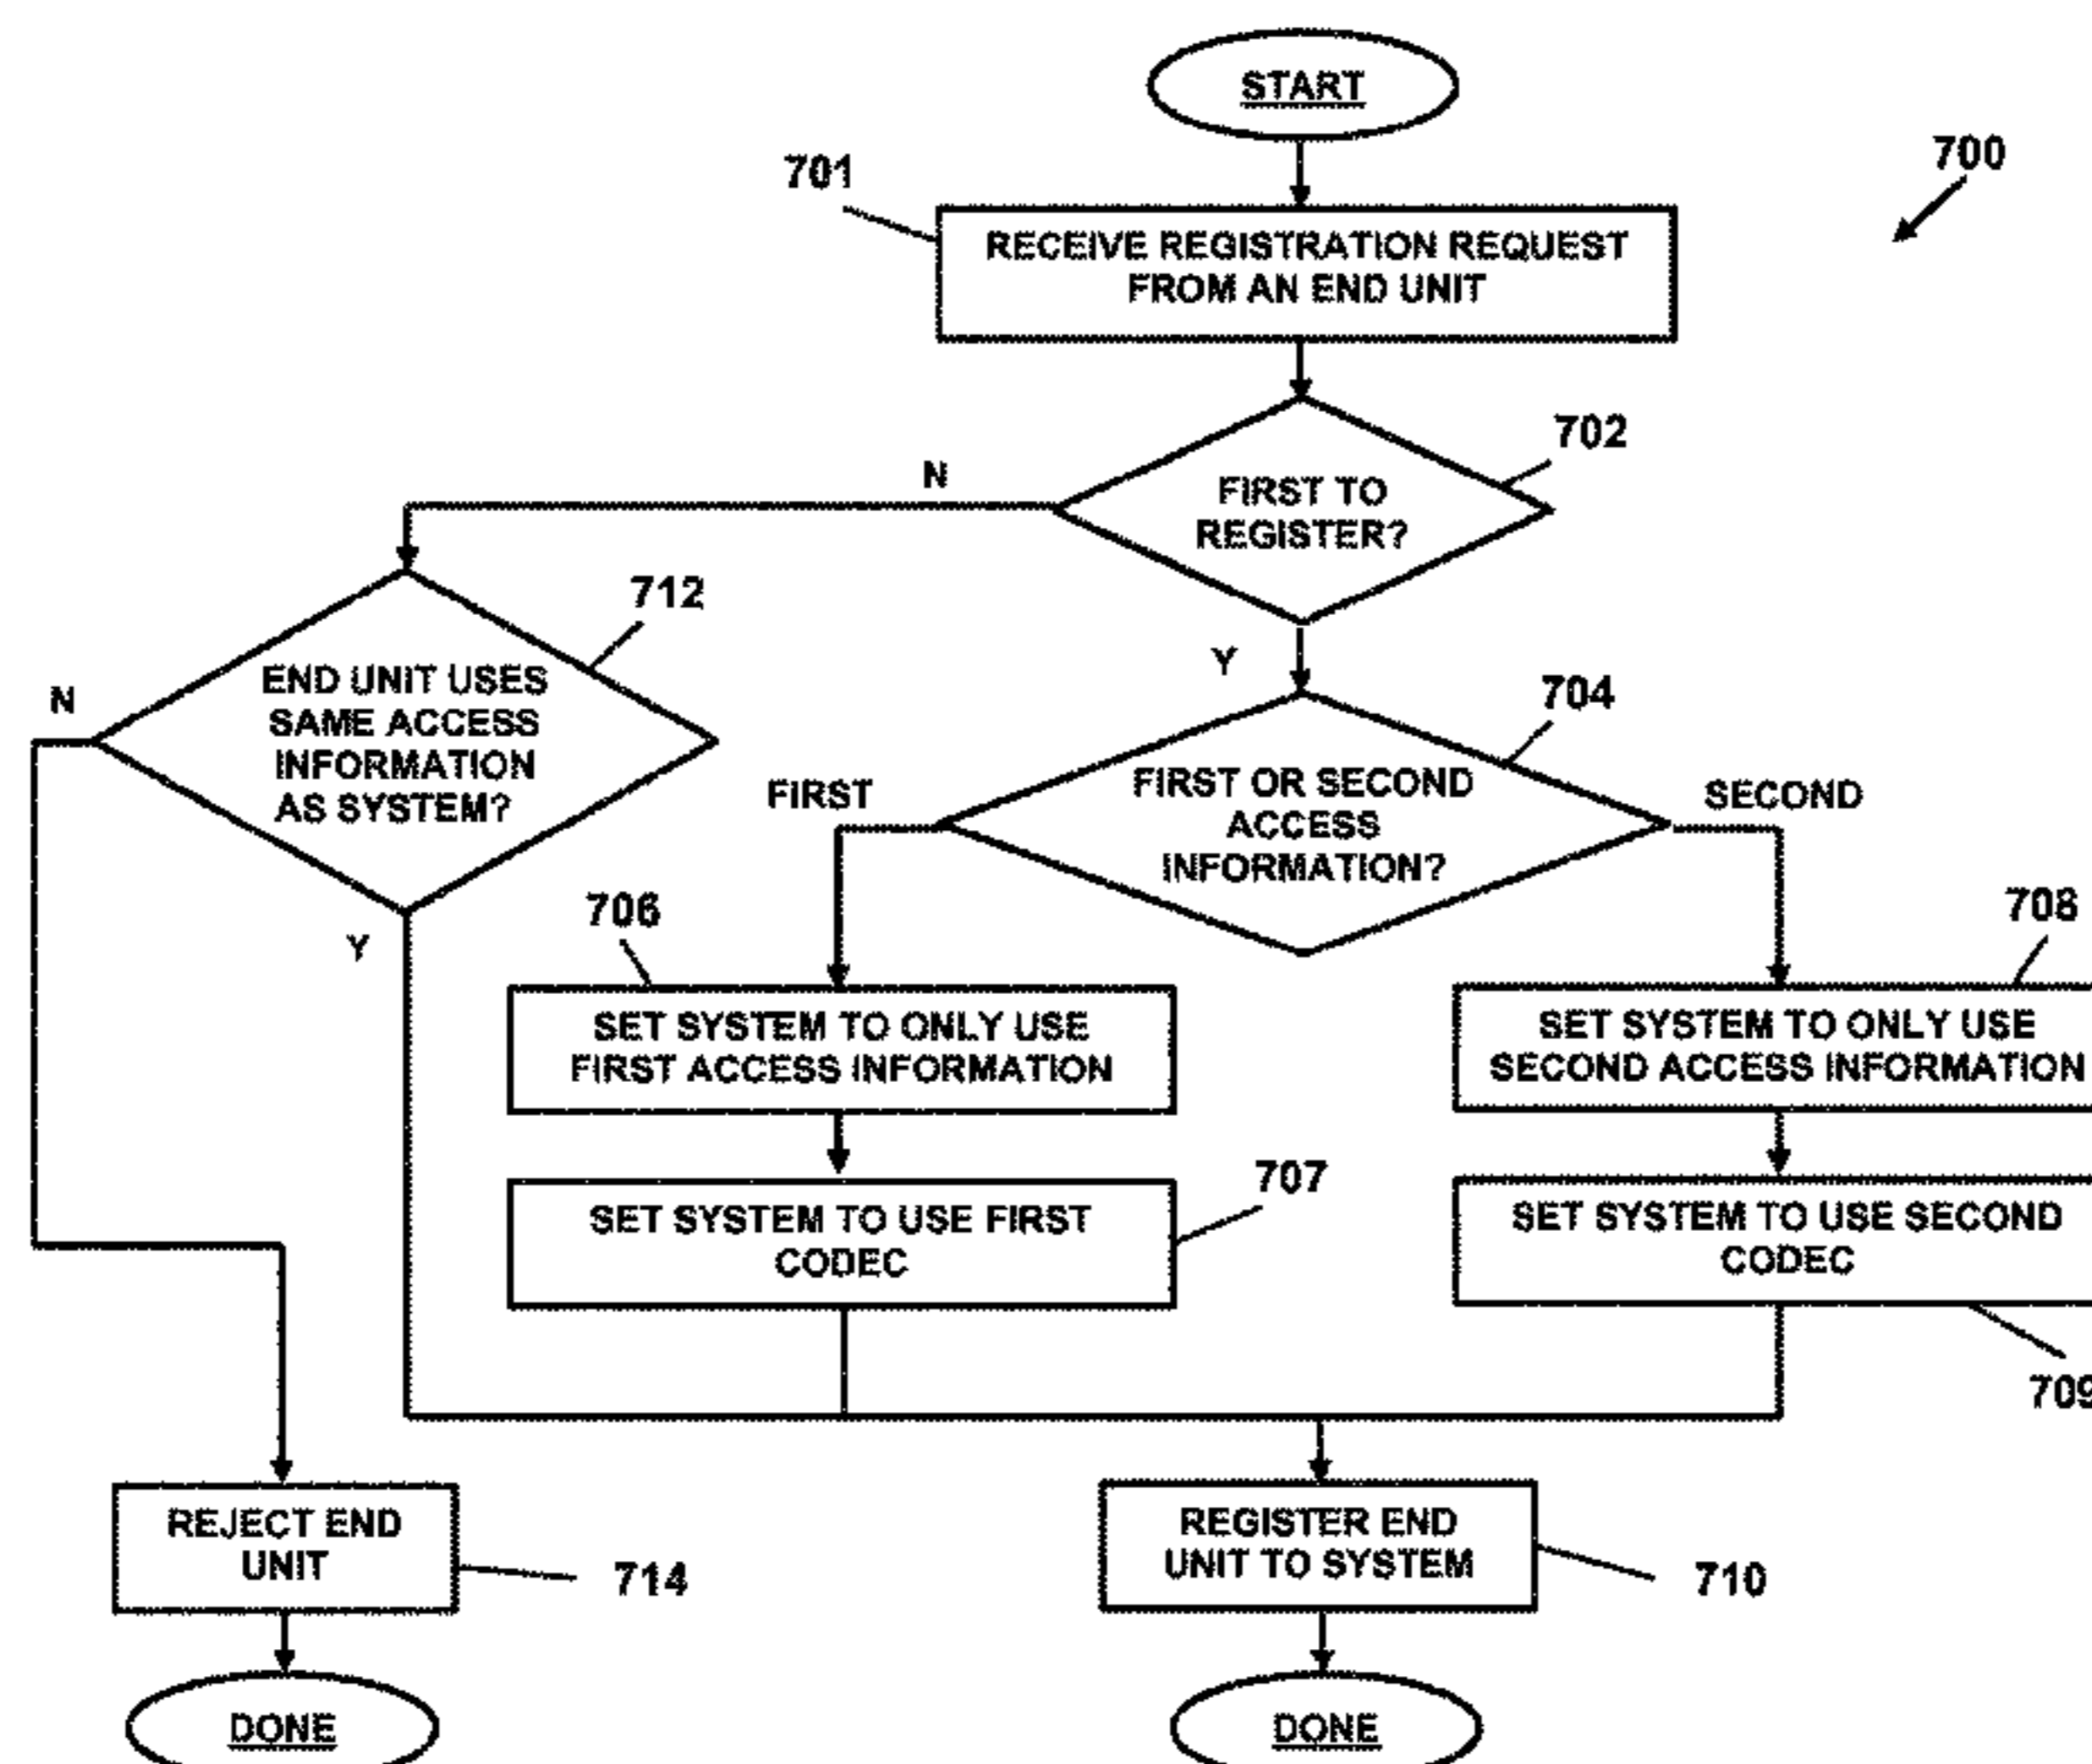 START
700
701
RECEIVE REGISTRATION REQUEST
FROM AN END UNIT
702
N
FIRST TO
REGISTER?
712
Y
704
END UNIT USES
SAME ACCESS
INFORMATION
AS SYSTEM?
N
FIRST OR SECOND
ACCESS
INFORMATION?
FIRST
SECOND
706
708
Y
SET SYSTEM TO ONLY USE
FIRST ACCESS INFORMATION
SET SYSTEM TO ONLY USE
SECOND ACCESS INFORMATION
707
SET SYSTEM TO USE FIRST
CODEC
SET SYSTEM TO USE SECOND
CODEC
709
REJECT END
UNIT
714
REGISTER END
UNIT TO SYSTEM
710
DONE
DONE